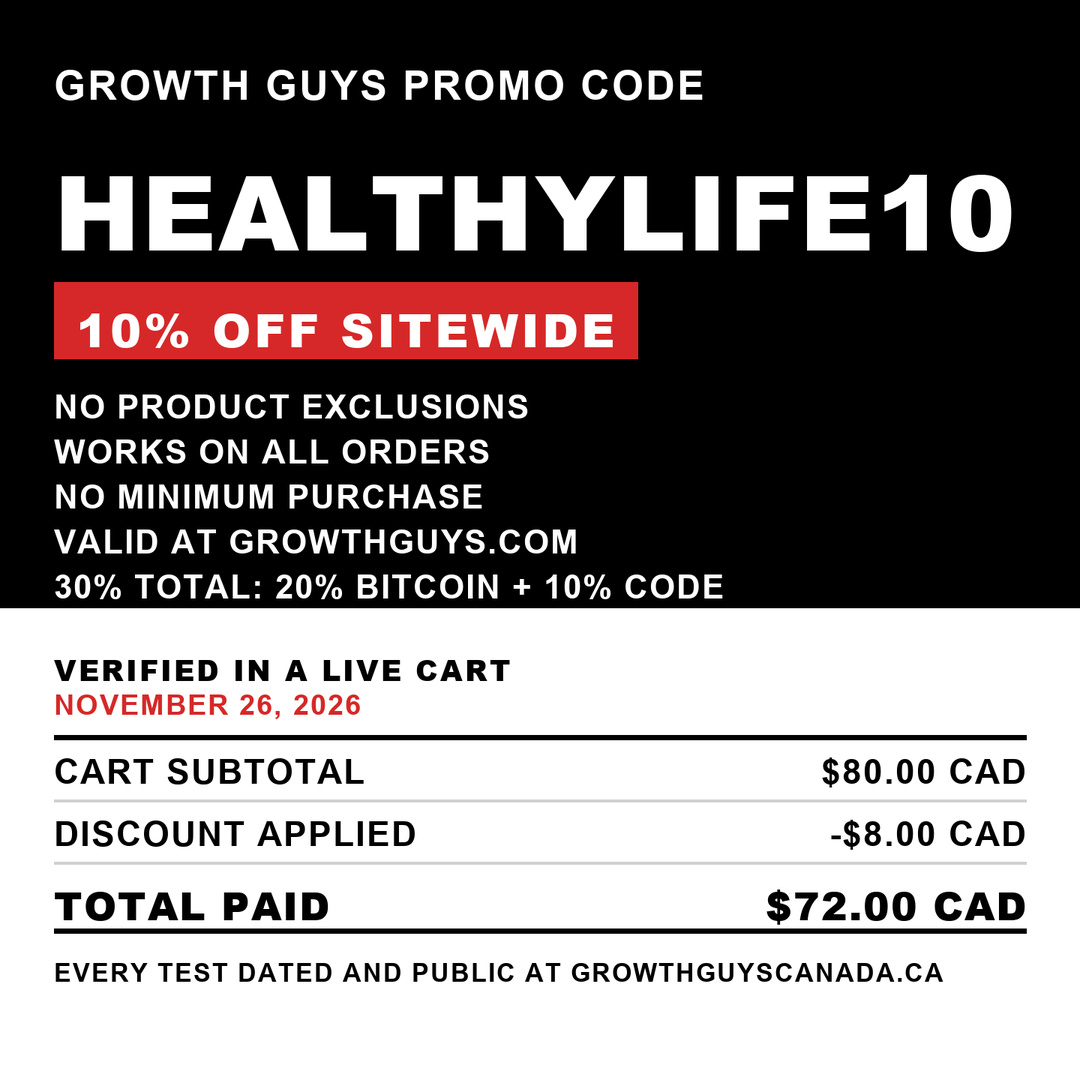 GROWTH GUYS PROMO CODE
HEALTHYLIFE10
10% OFF SITEWIDE
NO PRODUCT EXCLUSIONS
WORKS ON ALL ORDERS
NO MINIMUM PURCHASE
VALID AT GROWTHGUYS.COM
30% TOTAL: 20% BITCOIN + 10% CODE
VERIFIED IN A LIVE CART
NOVEMBER 26, 2026
CART SUBTOTAL $80.00 CAD
DISCOUNT APPLIED -$8.00 CAD
TOTAL PAID $72.00 CAD
EVERY TEST DATED AND PUBLIC AT GROWTHGUYSCANADA.CA